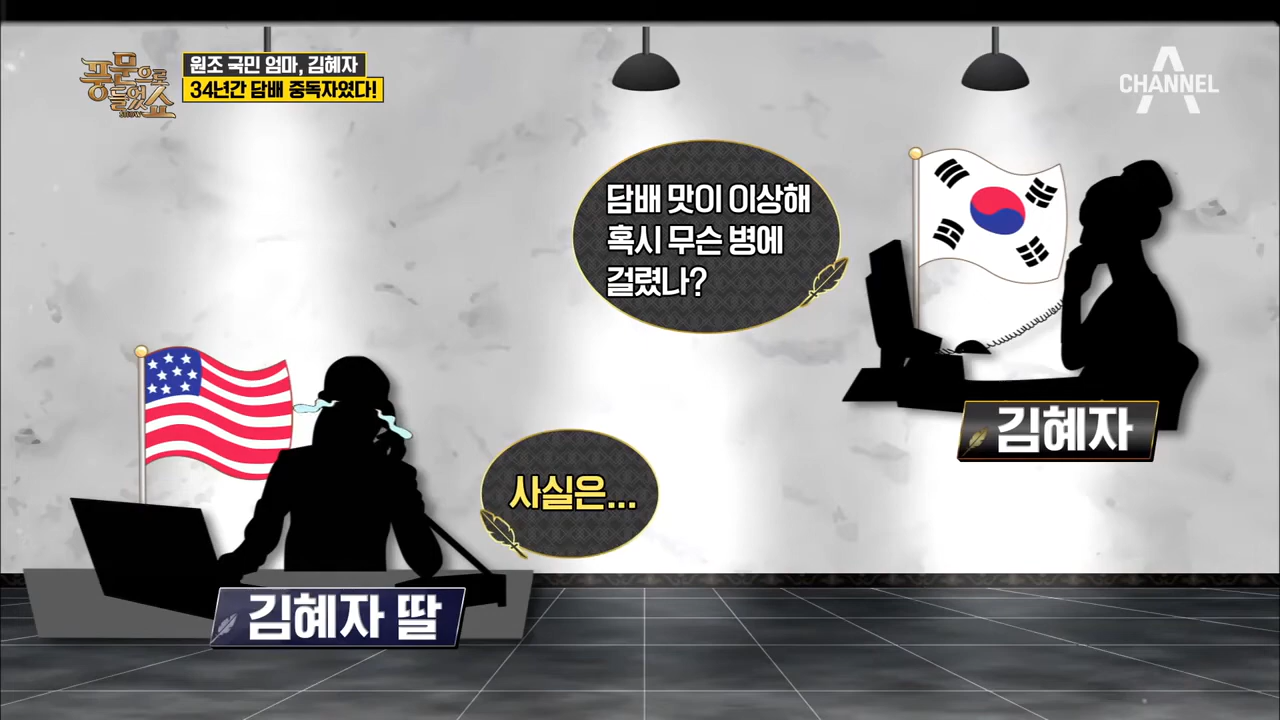 풍문으로
들었쇼
SHOW
원조 국민 엄마, 김혜자
34년간 담배 중독자였다!
CHANNEL A
담배 맛이 이상해
혹시 무슨 병에
걸렸나?
김혜자
사실은...
김혜자 딸